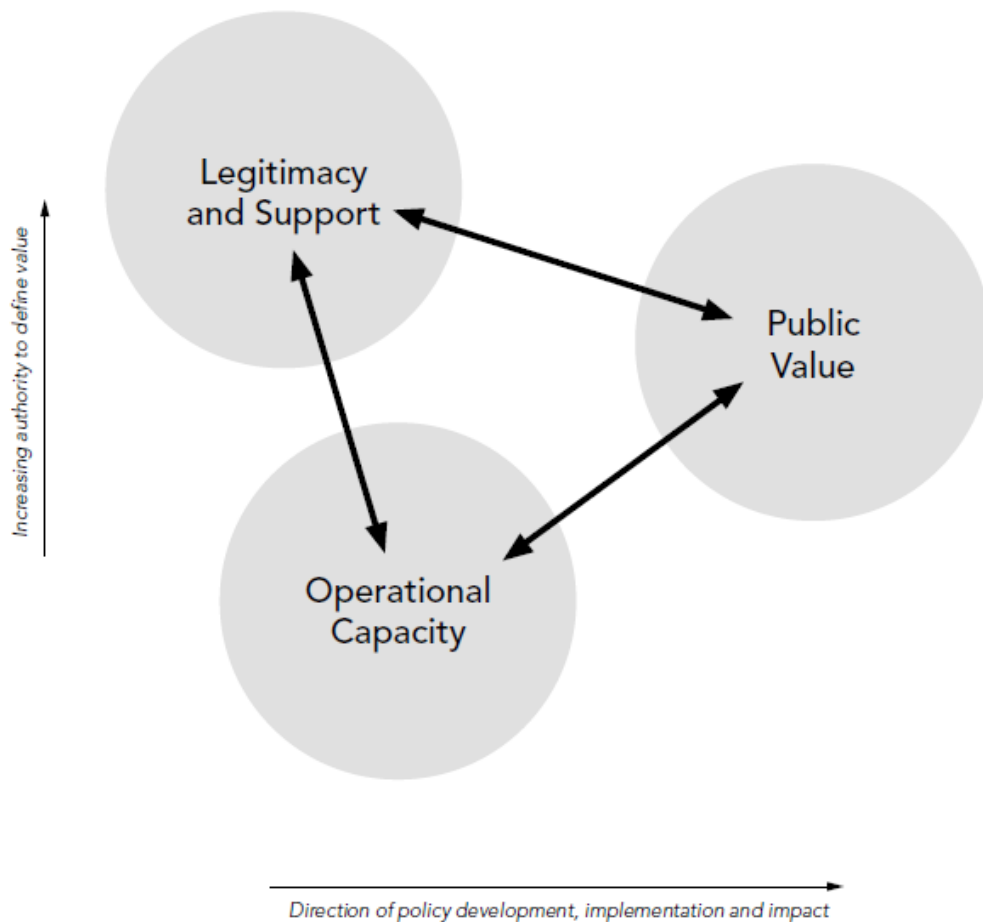 Legitimacy
and Support
Public
Value
Operational
Capacity
Increasing authority to define value
Direction of policy development, implementation and impact